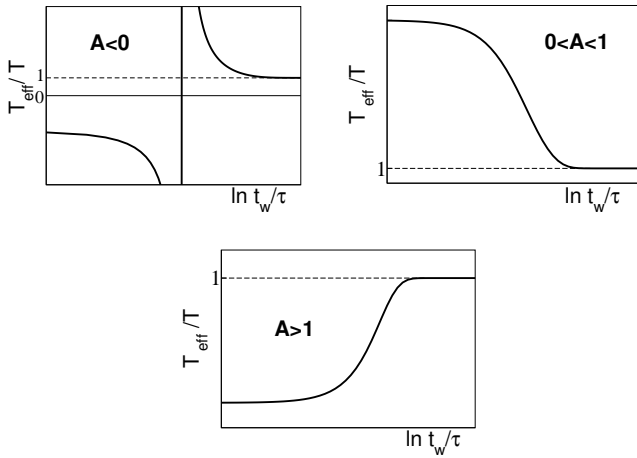 A<0
T_eff/T
1
0
ln t_w/τ
0<A<1
T_eff/T
1
ln t_w/τ
A>1
T_eff/T
1
ln t_w/τ